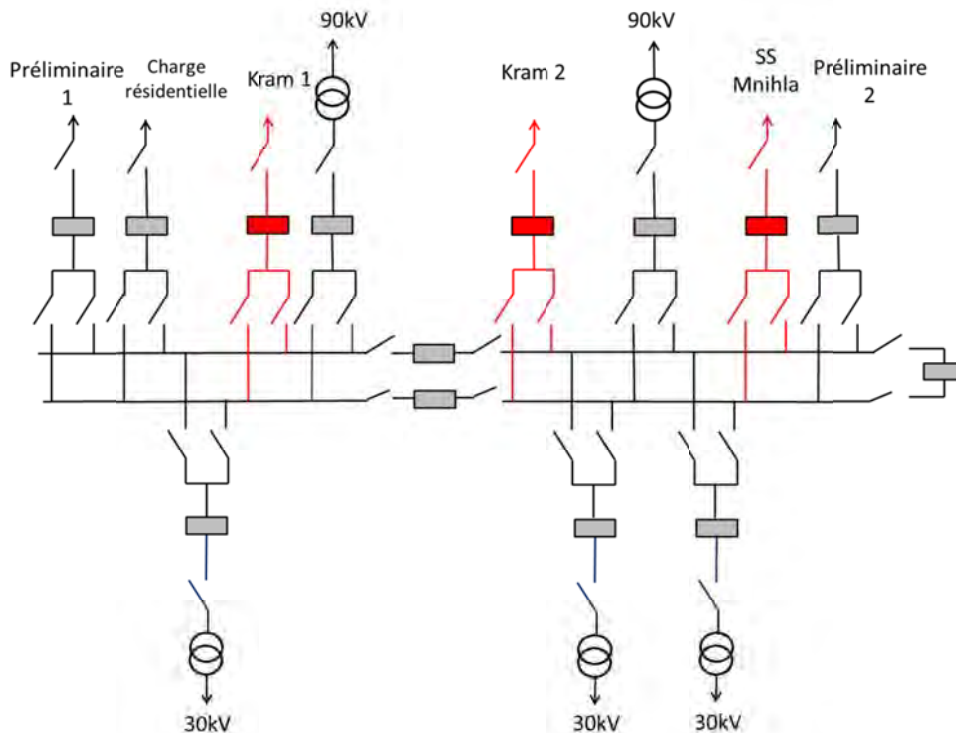 90kV
90kV
Préliminaire
1
Charge
résidentielle
Kram 1
Kram 2
SS
Mnihla
Préliminaire
2
30kV
30kV
30kV